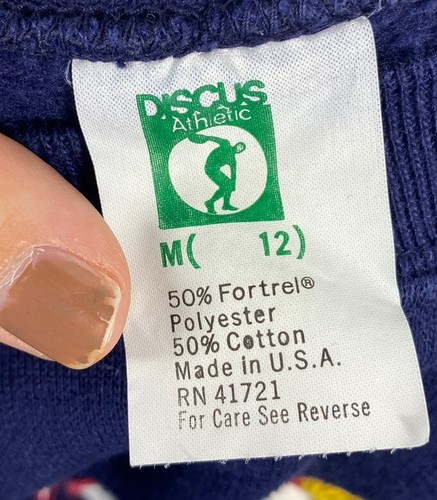 DISCUS
Athletic
M( 12)
50% Fortrel®
Polyester
50% Cotton
Made in U.S.A.
RN 41721
For Care See Reverse